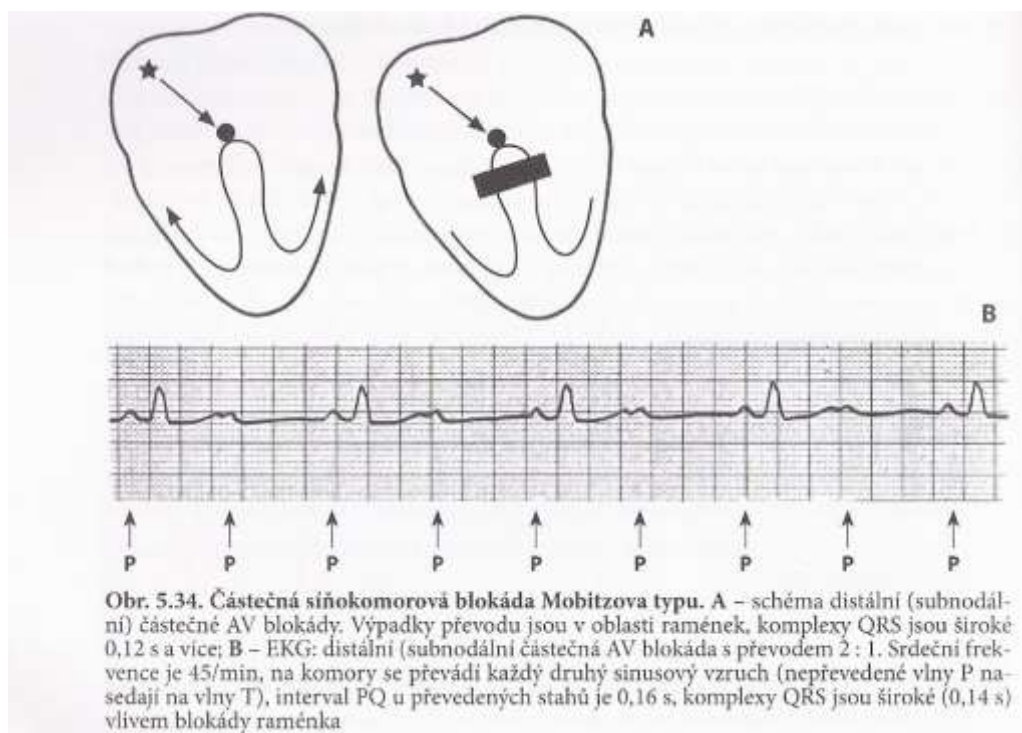 A
B
P P P P P P P P P
Obr. 5.34. Částečná síňokomorová blokáda Mobitzova typu. A – schéma distální (subnodál-
ní) částečné AV blokády. Výpadky převodu jsou v oblasti ramének, komplexy QRS jsou široké
0,12 s a více; B – EKG: distální (subnodální částečná AV blokáda s převodem 2 : 1. Srdeční frek-
vence je 45/min, na komory se převádí každý druhý sinusový vzruch (nepřevedené vlny P na-
sedají na vlny T), interval PQ u převedených stahů je 0,16 s, komplexy QRS jsou široké (0,14 s)
vlivem blokády raménka